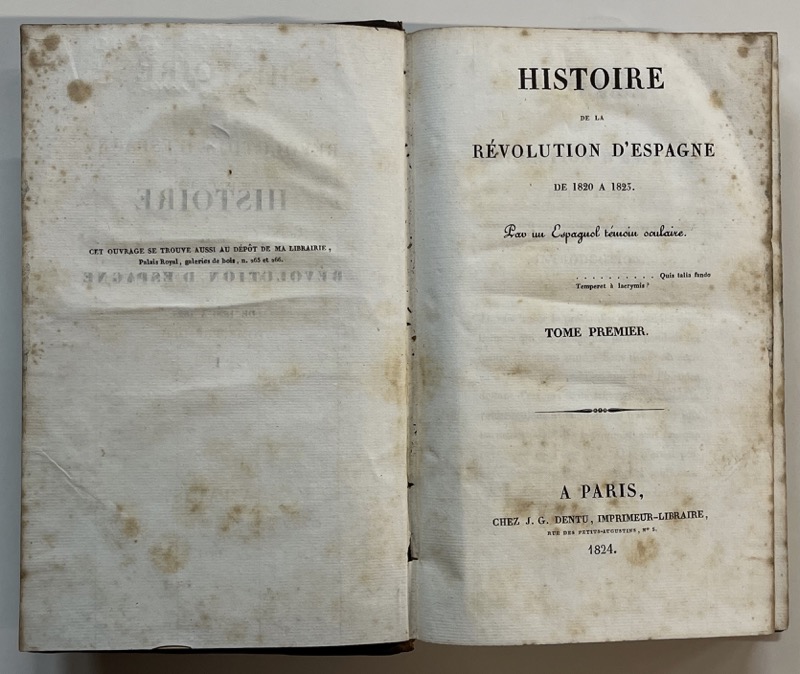 CET OUVRAGE SE TROUVE AUSSI AU DÉPÔT DE MA LIBRAIRIE,
Palais Royal, galeries de bois, n. 265 et 266.
HISTOIRE
DE LA
RÉVOLUTION D'ESPAGNE
DE 1820 A 1823.
Par un Espagnol témoin oculaire.
. . . . . . . . . . Quis talia fando
Temperet à lacrymis?
TOME PREMIER.
A PARIS,
CHEZ J. G. DENTU, IMPRIMEUR-LIBRAIRE,
RUE DES PETITS-AUGUSTINS, N° 5.
1824.